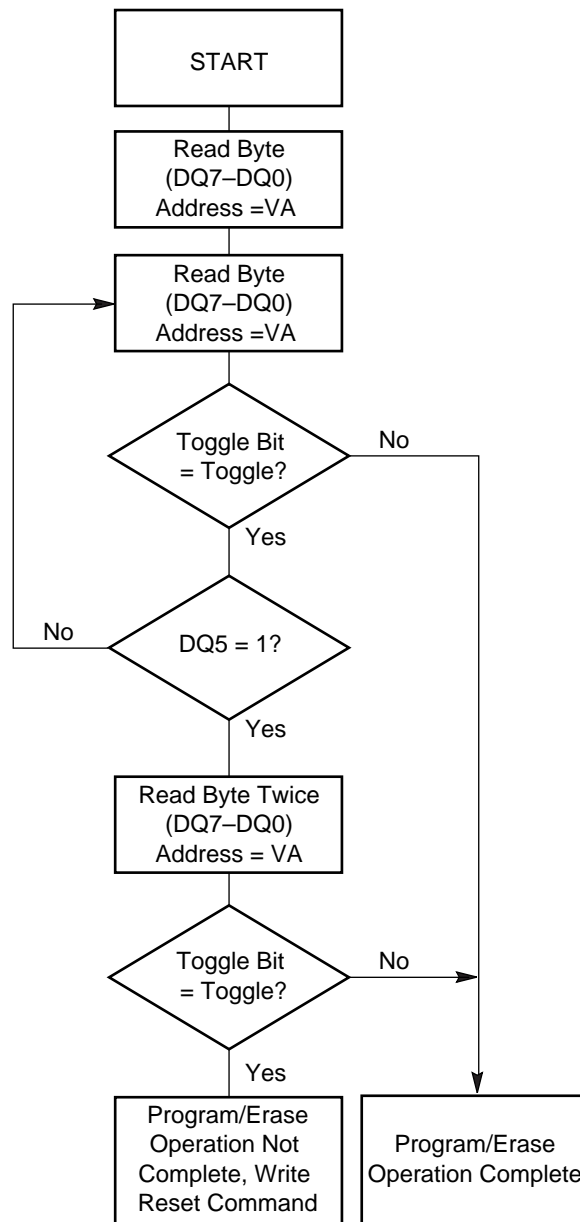 START
Read Byte
(DQ7–DQ0)
Address =VA
Read Byte
(DQ7–DQ0)
Address =VA
Toggle Bit
= Toggle?
No
Yes
No
DQ5 = 1?
Yes
Read Byte Twice
(DQ7–DQ0)
Address = VA
Toggle Bit
= Toggle?
No
Yes
Program/Erase
Operation Not
Complete, Write
Reset Command
Program/Erase
Operation Complete